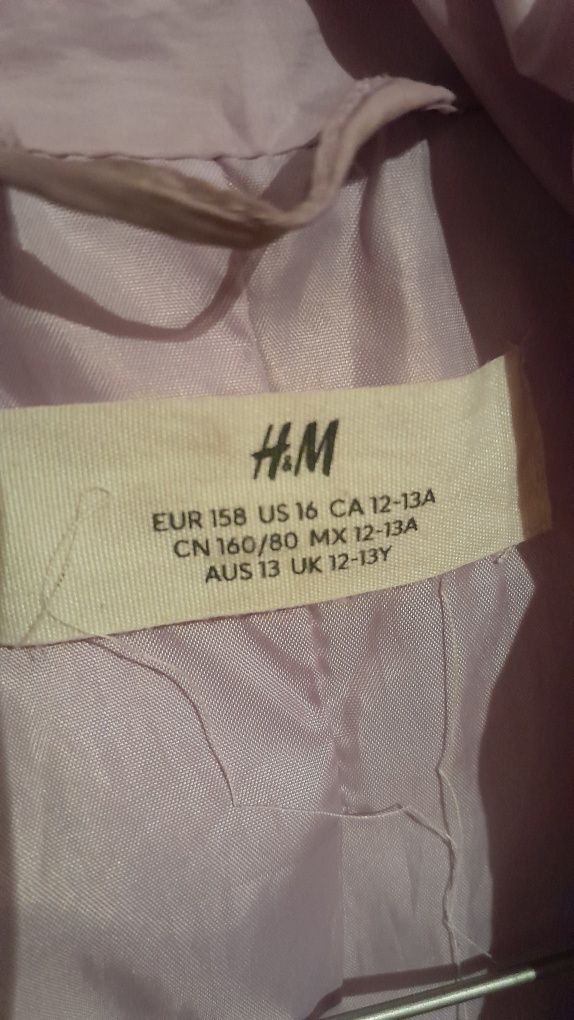 H&M
EUR 158 US 16 CA 12-13A
CN 160/80 MX 12-13A
AUS 13 UK 12-13Y